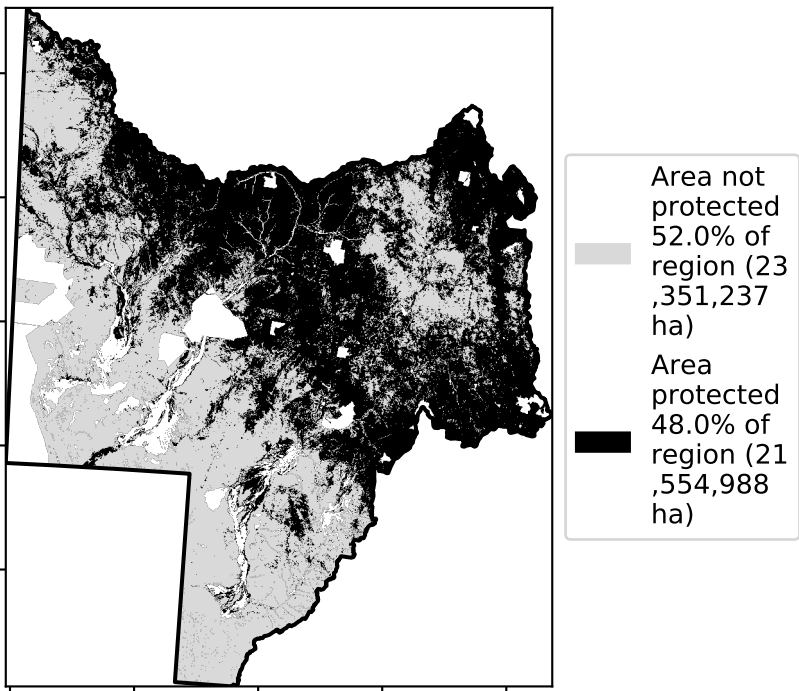 Area not
protected
52.0% of
region (23
,351,237
ha)
Area
protected
48.0% of
region (21
,554,988
ha)